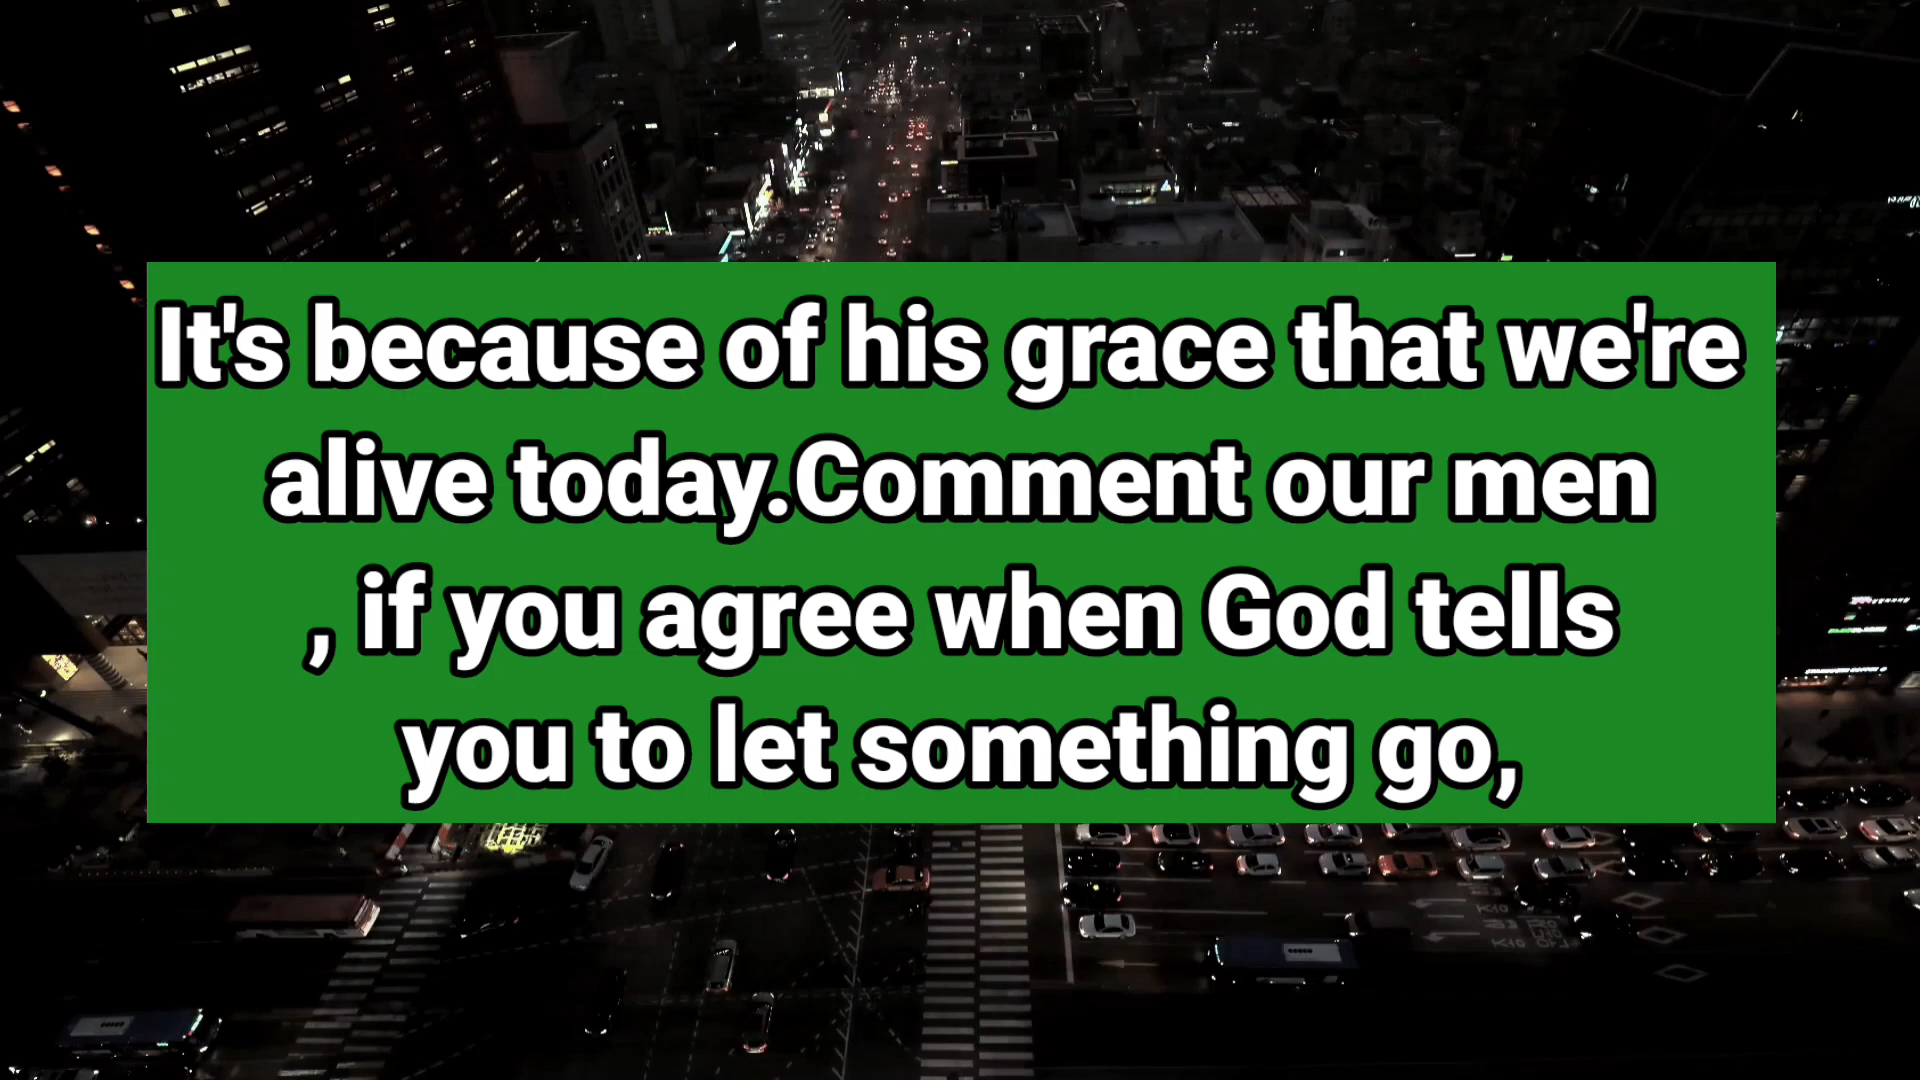 It's because of his grace that we're
alive today.Comment our men
, if you agree when God tells
you to let something go,